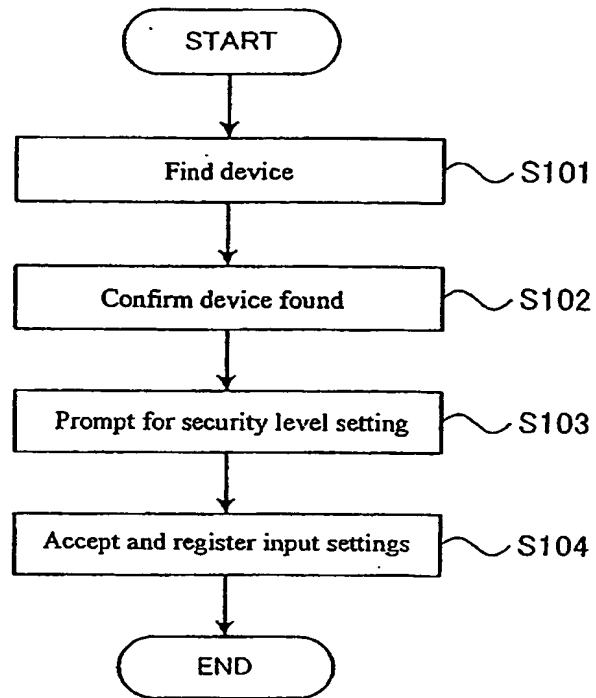 START
Find device
S101
Confirm device found
S102
Prompt for security level setting
S103
Accept and register input settings
S104
END